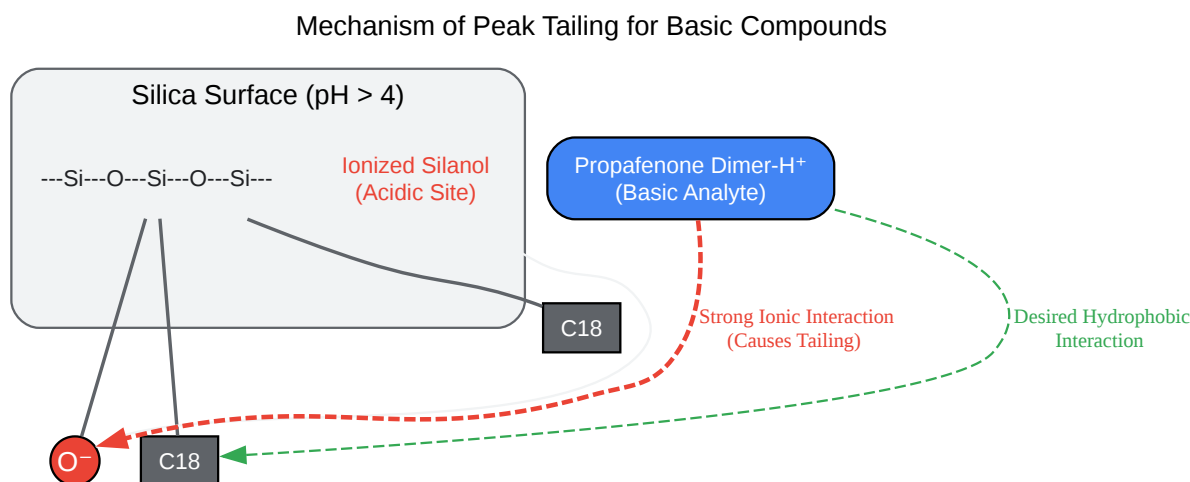 Mechanism of Peak Tailing for Basic Compounds
Silica Surface (pH > 4)
---Si---O---Si---O---Si---
Ionized Silanol
(Acidic Site)
Propafenone Dimer-H⁺
(Basic Analyte)
C18
Strong Ionic Interaction
(Causes Tailing)
Desired Hydrophobic
Interaction
O⁻
C18